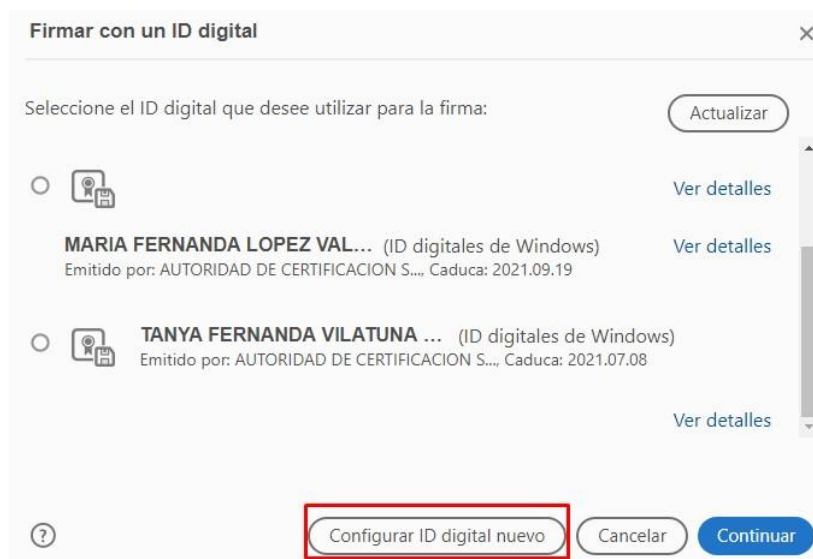 Firmar con un ID digital
Seleccione el ID digital que desee utilizar para la firma:
Actualizar
Ver detalles
MARIA FERNANDA LOPEZ VAL... (ID digitales de Windows)
Ver detalles
Emitido por: AUTORIDAD DE CERTIFICACION S..., Caduca: 2021.09.19
TANYA FERNANDA VILATUNA ... (ID digitales de Windows)
Emitido por: AUTORIDAD DE CERTIFICACION S..., Caduca: 2021.07.08
Ver detalles
?
Configurar ID digital nuevo
Cancelar
Continuar